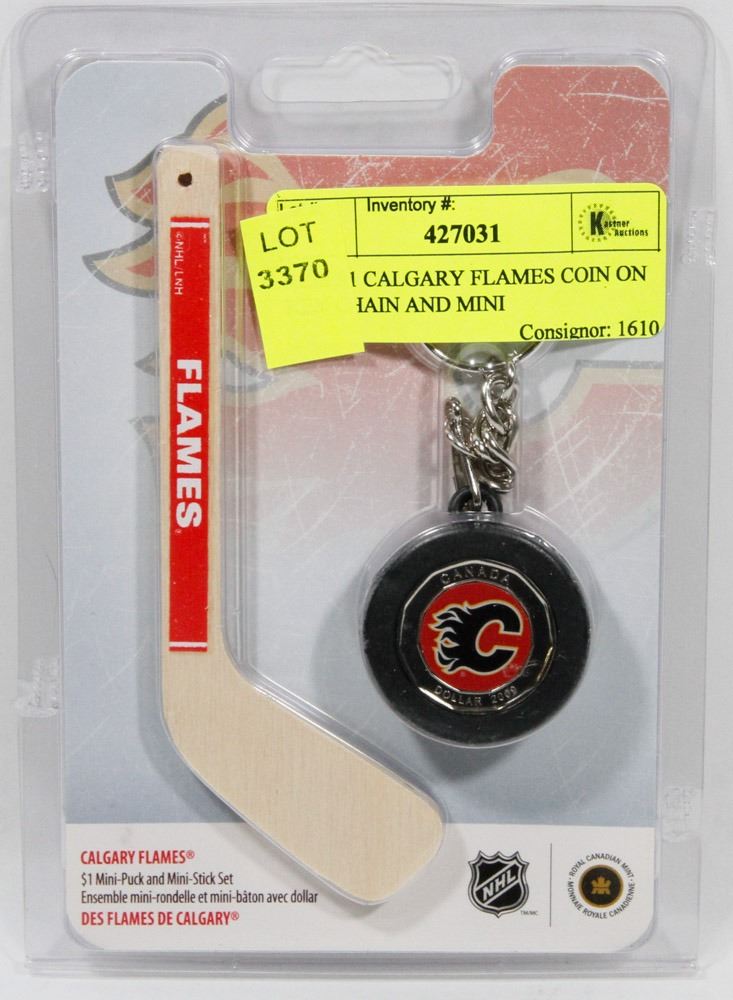 Inventory #:
427031
Kastner
Auctions
LOT
3370
CALGARY FLAMES COIN ON
AND MINI
Consignor: 1610
©NHL/LNH
FLAMES
CANADA
DOLLAR 2009
CALGARY FLAMES®
$1 Mini-Puck and Mini-Stick Set
Ensemble mini-rondelle et mini-bâton avec dollar
DES FLAMES DE CALGARY®
NHL
TM/MC
ROYAL CANADIAN MINT
MONNAIE ROYALE CANADIENNE